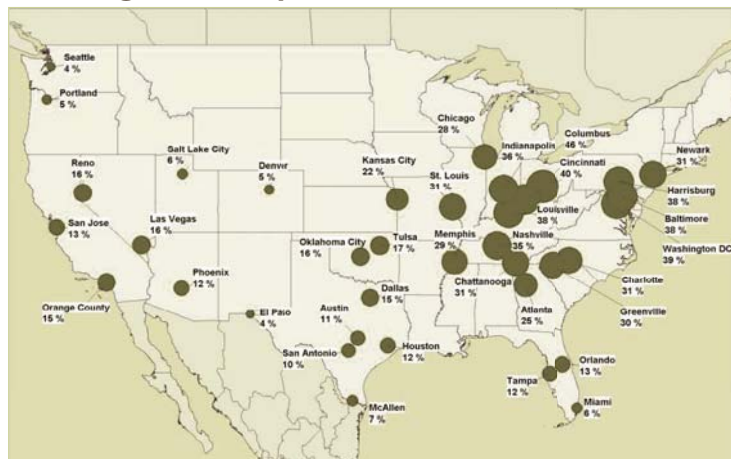 Seattle
4 %
Portland
5 %
Salt Lake City
6 %
Reno
16 %
Denver
5 %
Kansas City
22 %
Chicago
28 %
Indianapolis
36 %
Columbus
46 %
Cincinnati
40 %
Newark
31 %
St. Louis
31 %
Harrisburg
38 %
Baltimore
38 %
Washington DC
39 %
Louisville
38 %
San Jose
13 %
Las Vegas
16 %
Oklahoma City
16 %
Tulsa
17 %
Memphis
29 %
Nashville
35 %
Phoenix
12 %
Orange County
15 %
Dallas
15 %
Chattanooga
31 %
Atlanta
25 %
Charlotte
31 %
Greenville
30 %
El Paso
4 %
Austin
11 %
San Antonio
10 %
Houston
12 %
Orlando
13 %
Tampa
12 %
Miami
6 %
McAllen
7 %